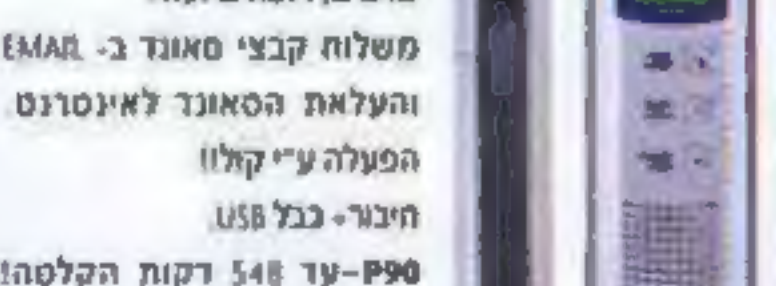 משלוח קבצי סאונד ב- EMAIL
והעלאת הסאונד לאינטרנט
הפעלה ע"י קול!!
חיבור+ כבל USB.
P90–עד 548 דקות הקלטה!